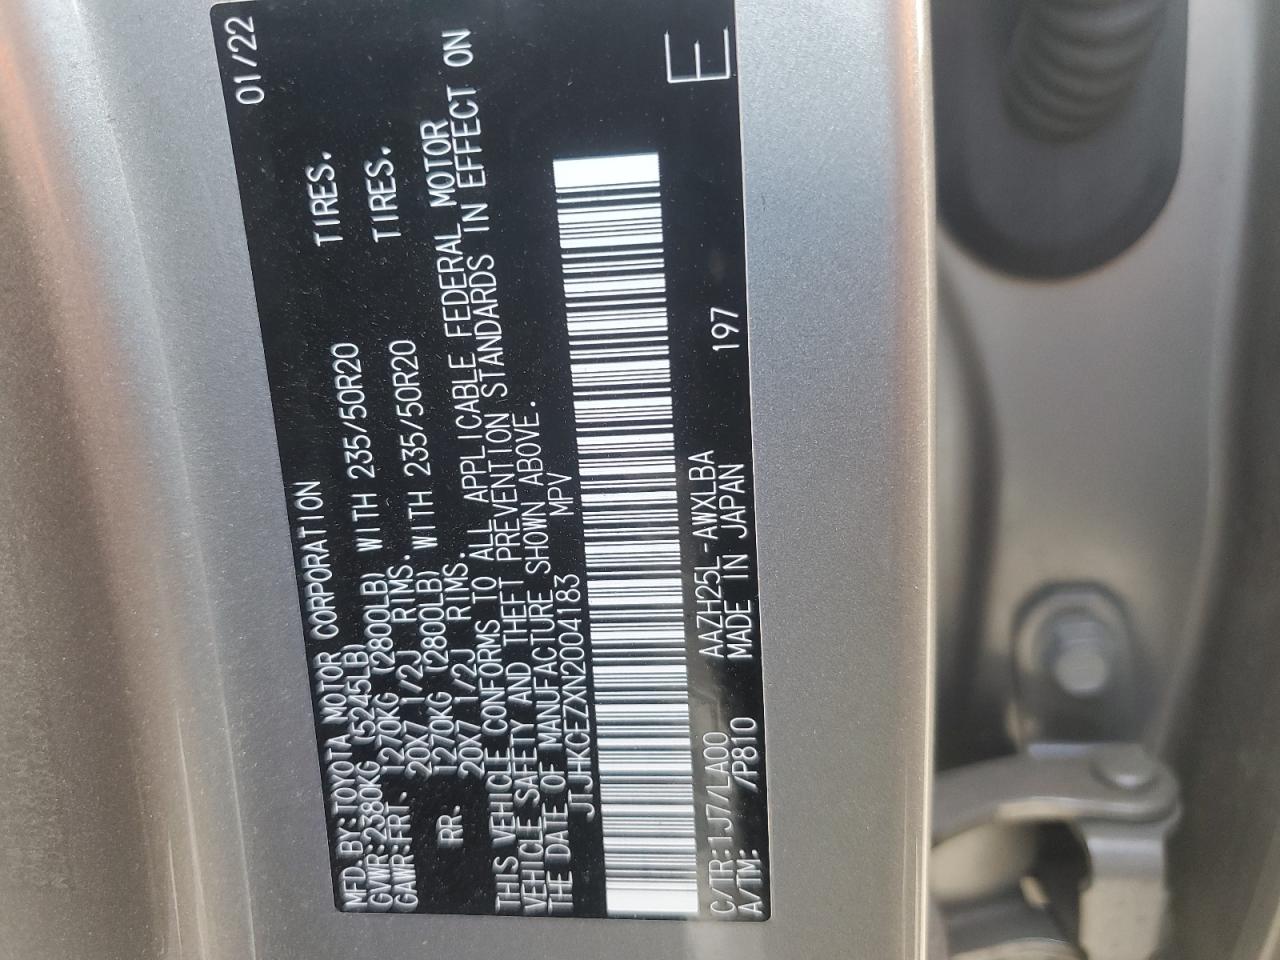 MFD. BY: TOYOTA MOTOR CORPORATION 01/22
GVWR: 2380KG (5245LB)
GAWR: FRT. 1270KG (2800LB) WITH 235/50R20 TIRES.
20X7 1/2J RIMS.
RR. 1270KG (2800LB) WITH 235/50R20 TIRES.
20X7 1/2J RIMS.
THIS VEHICLE CONFORMS TO ALL APPLICABLE FEDERAL MOTOR
VEHICLE SAFETY AND THEFT PREVENTION STANDARDS IN EFFECT ON
THE DATE OF MANUFACTURE SHOWN ABOVE.
JTJHKCEZXN2004183 MPV
C/TR: 1J7/LA00 AAZH25L-AWXLBA 197
A/TM: /P810 MADE IN JAPAN
E